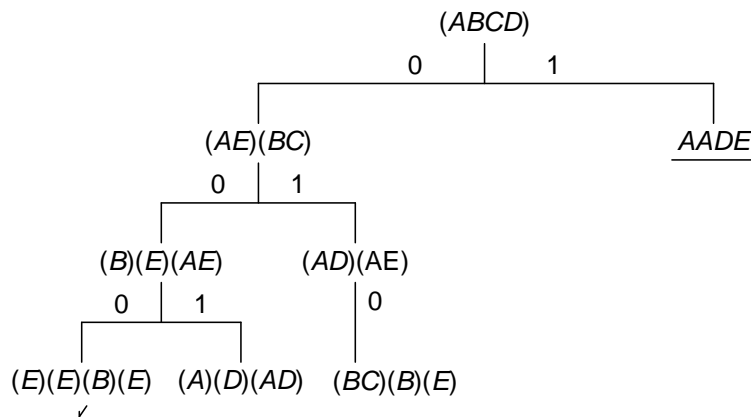 (ABCD)
0 1
(AE)(BC) AADE
0 1
(B)(E)(AE) (AD)(AE)
0 1 0
(E)(E)(B)(E) (A)(D)(AD) (BC)(B)(E)
✓